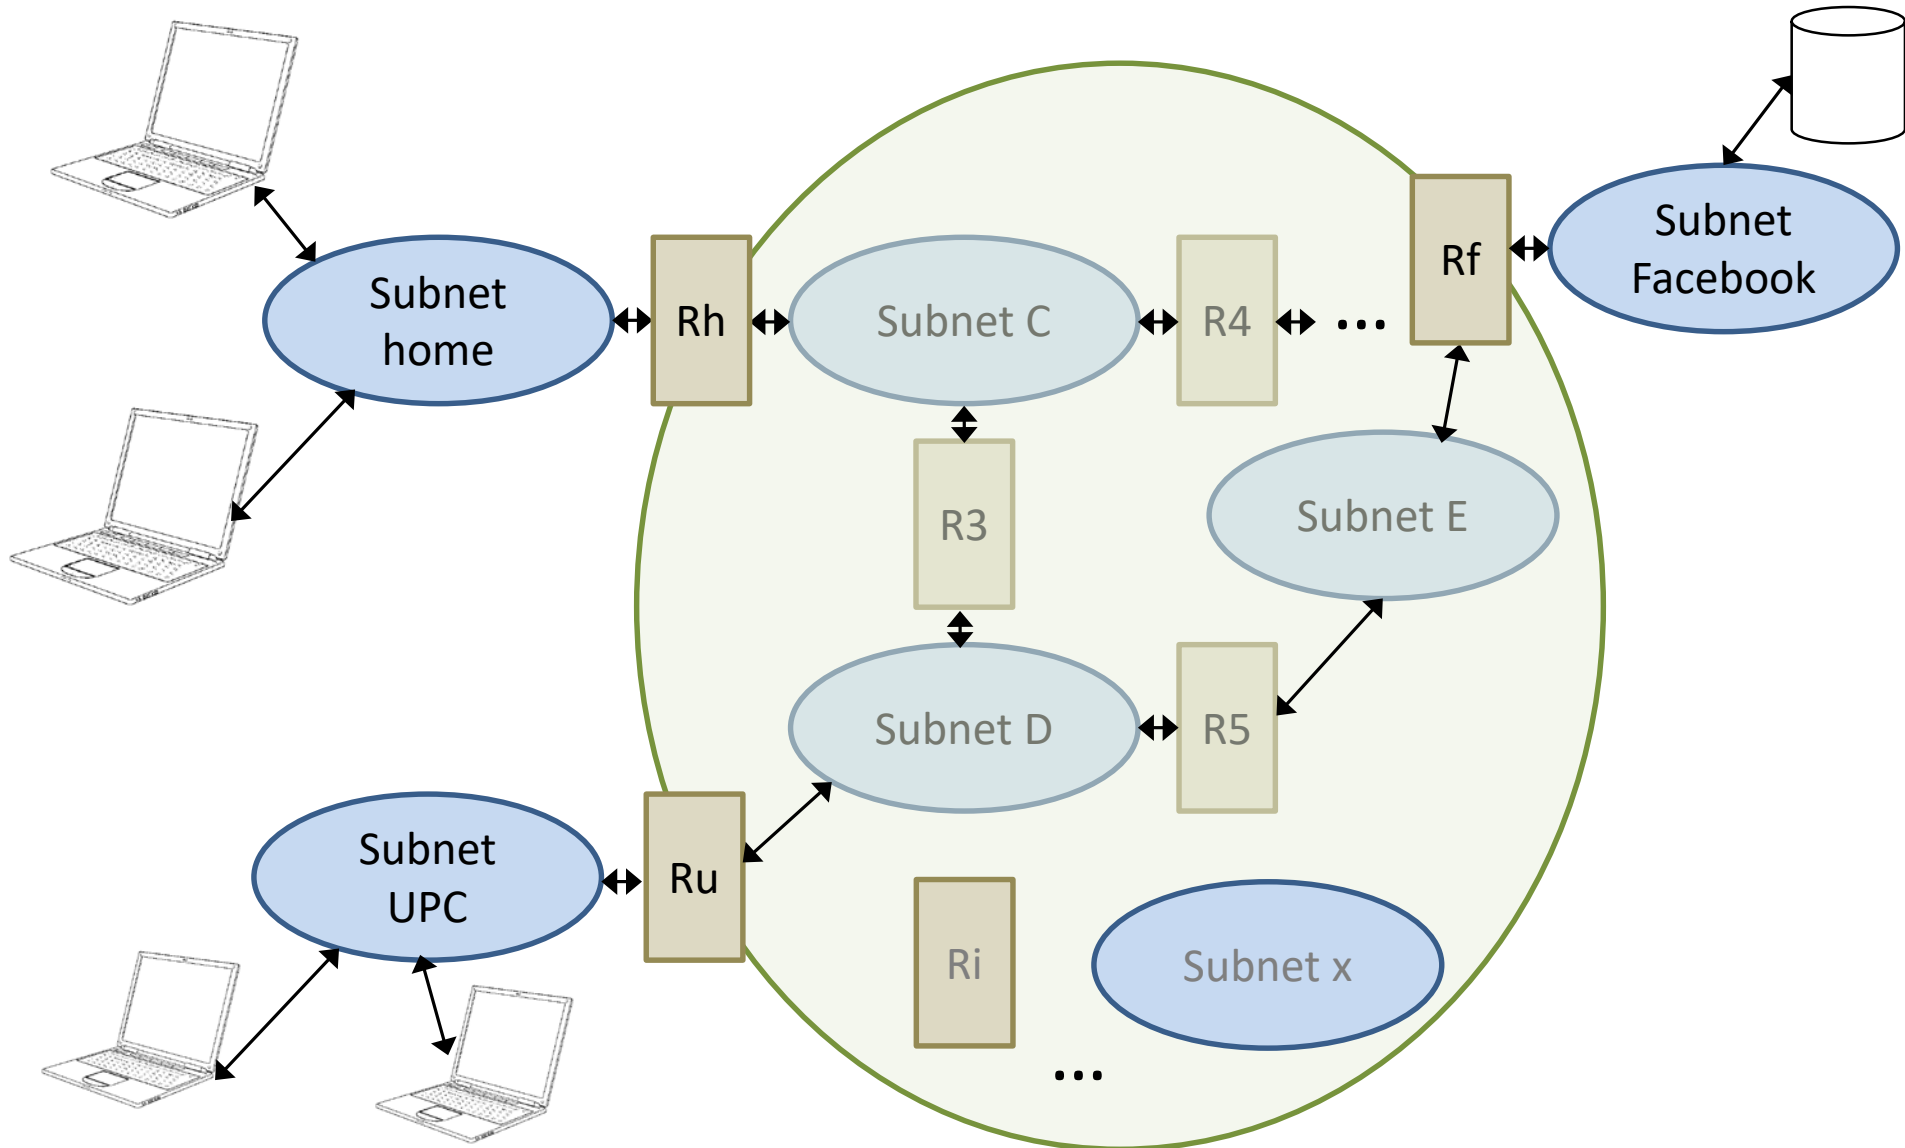 Subnet
Facebook
Rf
Subnet
home
Rh
Subnet C
R4
...
R3
Subnet E
Subnet D
R5
Subnet
UPC
Ru
Ri
Subnet x
...